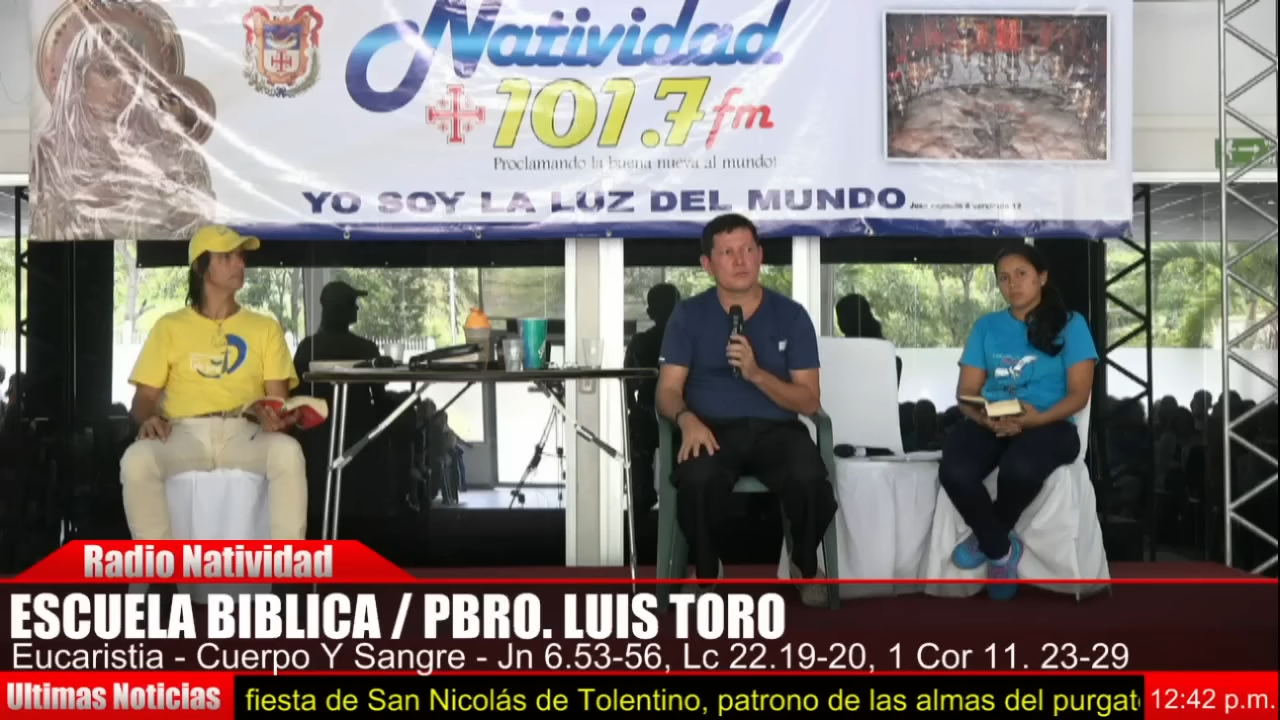 Natividad
101.7 fm
Proclamando la buena nueva al mundo!
YO SOY LA LUZ DEL MUNDO
Radio Natividad
ESCUELA BIBLICA / PBRO. LUIS TORO
Eucaristia - Cuerpo Y Sangre - Jn 6.53-56, Lc 22.19-20, 1 Cor 11. 23-29
Ultimas Noticias
fiesta de San Nicolás de Tolentino, patrono de las almas del purgat
12:42 p.m.